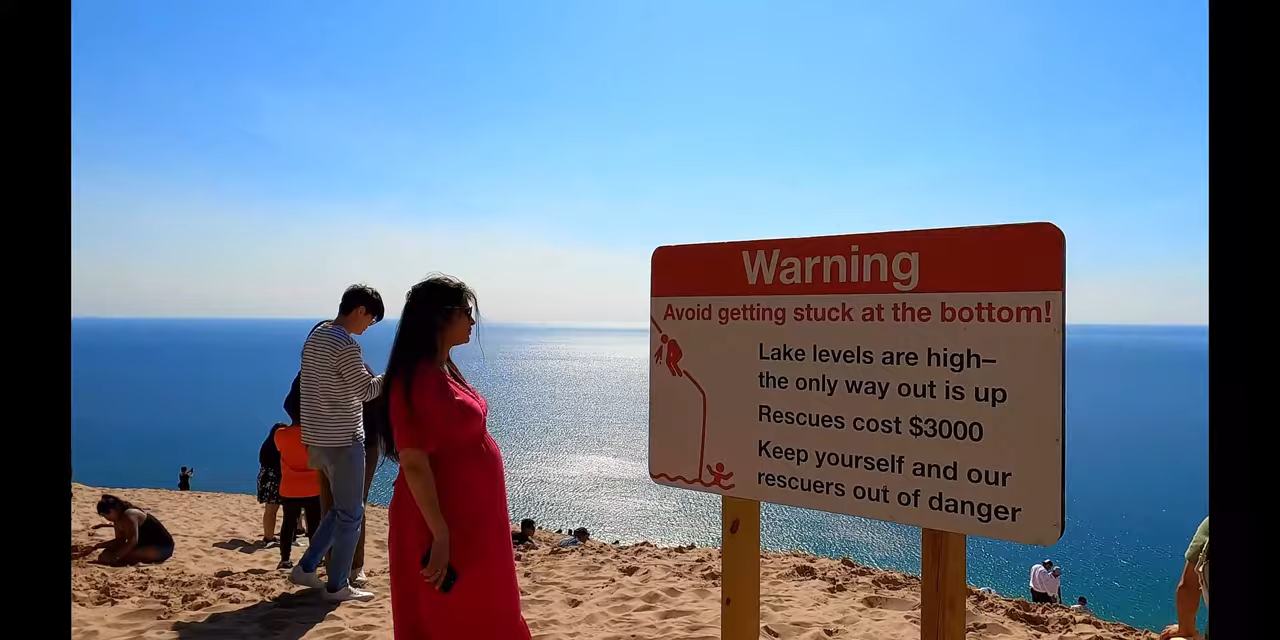 Warning
Avoid getting stuck at the bottom!
Lake levels are high–
the only way out is up
Rescues cost $3000
Keep yourself and our
rescuers out of danger